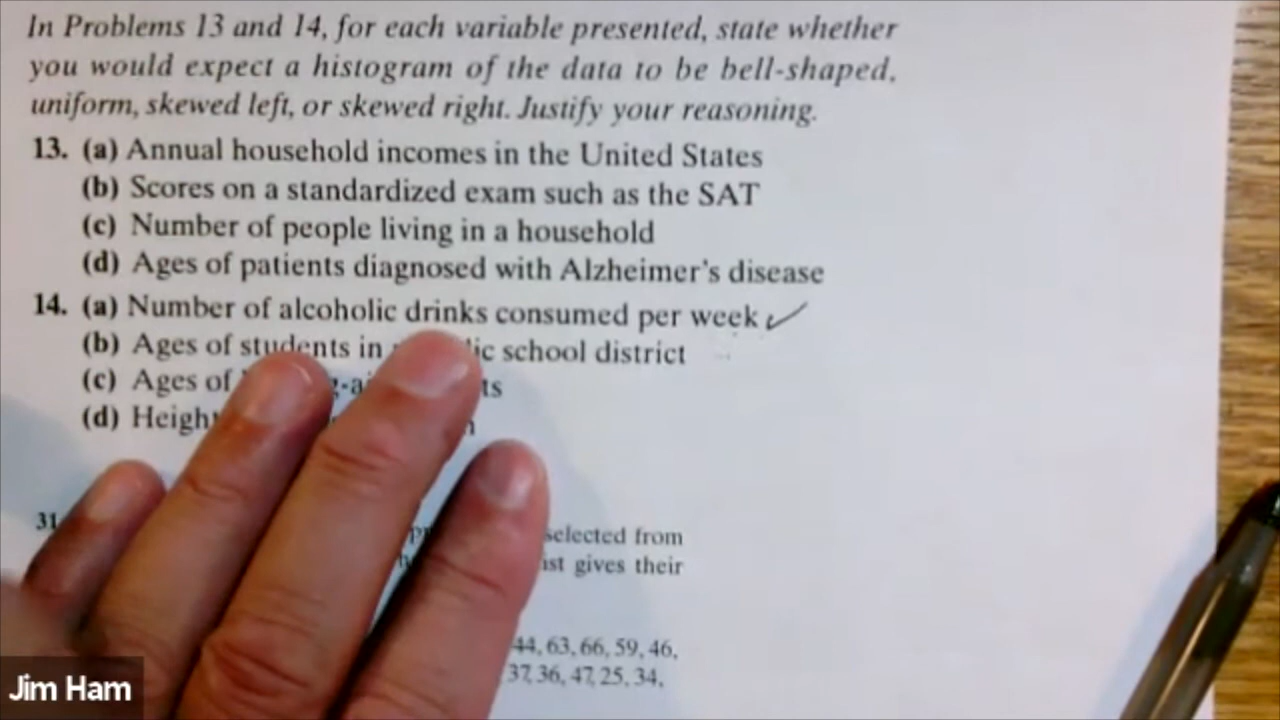 In Problems 13 and 14, for each variable presented, state whether
you would expect a histogram of the data to be bell-shaped,
uniform, skewed left, or skewed right. Justify your reasoning.
13. (a) Annual household incomes in the United States
(b) Scores on a standardized exam such as the SAT
(c) Number of people living in a household
(d) Ages of patients diagnosed with Alzheimer's disease
14. (a) Number of alcoholic drinks consumed per week
(b) Ages of students in school district
(c) Ages of
(d)
31
selected from
gives their
44, 63, 66, 59, 46,
37, 36, 47, 25, 34,
Jim Ham